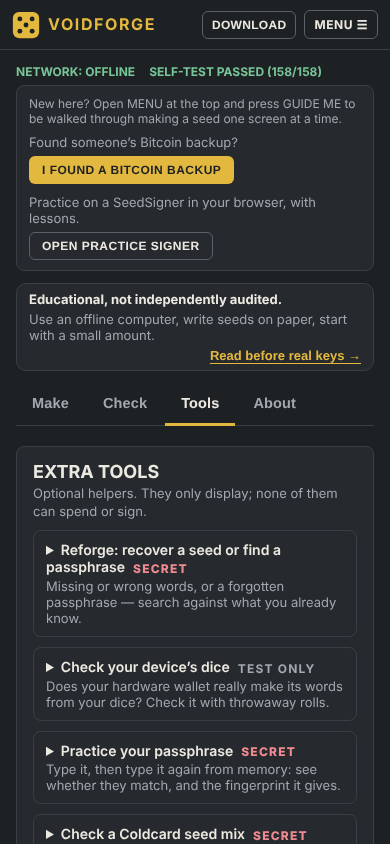 VOIDFORGE
DOWNLOAD
MENU ☰
NETWORK: OFFLINE SELF-TEST PASSED (158/158)
New here? Open MENU at the top and press GUIDE ME to
be walked through making a seed one screen at a time.
Found someone’s Bitcoin backup?
I FOUND A BITCOIN BACKUP
Practice on a SeedSigner in your browser, with
lessons.
OPEN PRACTICE SIGNER
Educational, not independently audited.
Use an offline computer, write seeds on paper, start
with a small amount.
Read before real keys →
Make Check Tools About
EXTRA TOOLS
Optional helpers. They only display; none of them
can spend or sign.
▶ Reforge: recover a seed or find a
passphrase SECRET
Missing or wrong words, or a forgotten
passphrase — search against what you already
know.
▶ Check your device’s dice TEST ONLY
Does your hardware wallet really make its words
from your dice? Check it with throwaway rolls.
▶ Practice your passphrase SECRET
Type it, then type it again from memory: see
whether they match, and the fingerprint it gives.
▶ Check a Coldcard seed mix SECRET